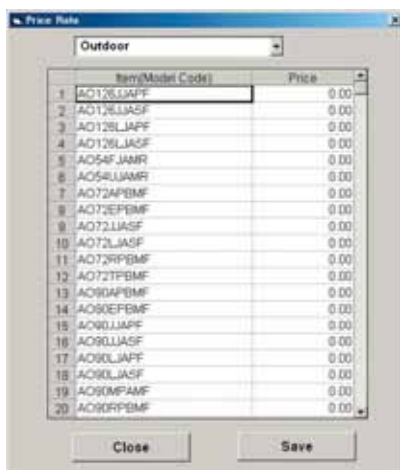 Price Rate
Outdoor
Item(Model Code) Price
1 AO126JJAPF 0.00
2 AO126JJASF 0.00
3 AO126LJAPF 0.00
4 AO126LJASF 0.00
5 AO54FJAMR 0.00
6 AO54UJAMR 0.00
7 AO72APBMF 0.00
8 AO72EPBMF 0.00
9 AO72JJASF 0.00
10 AO72LJASF 0.00
11 AO72RPBMF 0.00
12 AO72TPBMF 0.00
13 AO90APBMF 0.00
14 AO90EPBMF 0.00
15 AO90JJAPF 0.00
16 AO90JJASF 0.00
17 AO90LJAPF 0.00
18 AO90LJASF 0.00
19 AO90MPAMF 0.00
20 AO90RPBMF 0.00
Close Save